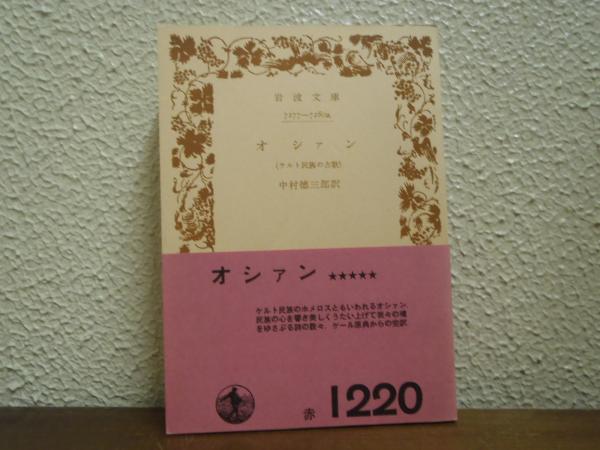 岩波文庫
7277―7280a
オシァン
(ケルト民族の古歌)
中村徳三郎訳
オシァン ★★★★★
ケルト民族のホメロスともいわれるオシァン.
民族の心を響き美しくうたい上げて我々の魂
をゆさぶる詩の数々. ゲール原典からの完訳
赤 1220